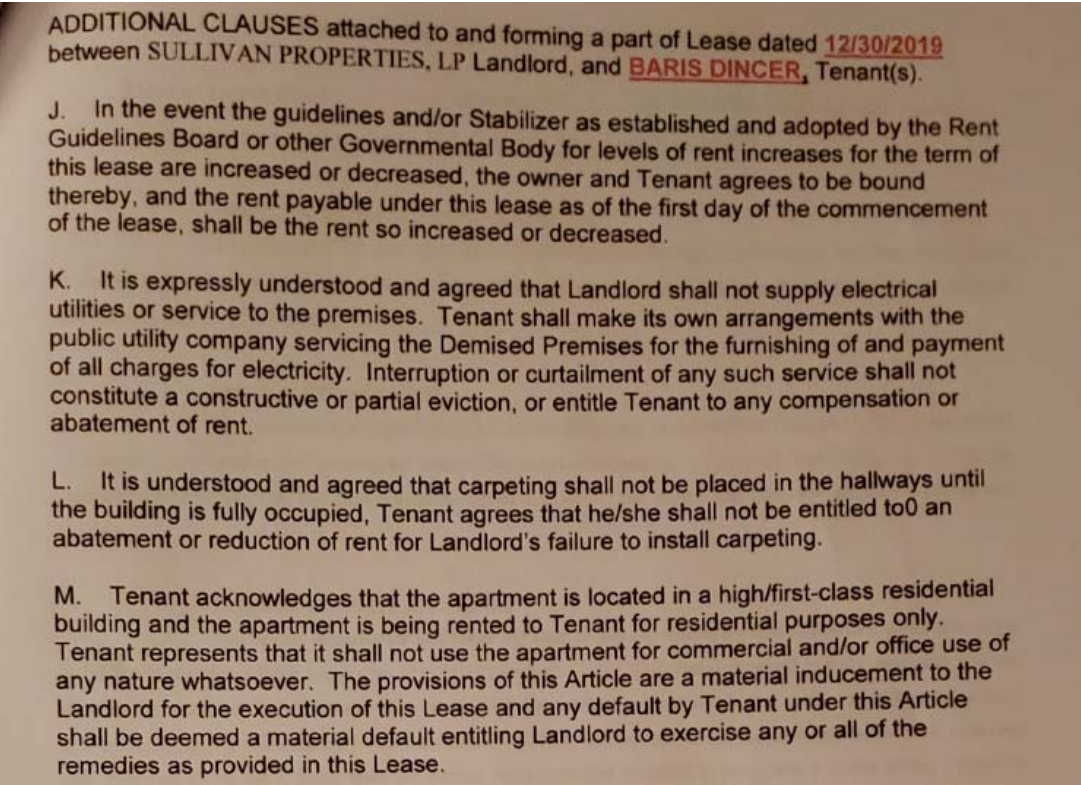 ADDITIONAL CLAUSES attached to and forming a part of Lease dated 12/30/2019
between SULLIVAN PROPERTIES, LP Landlord, and BARIS DINCER, Tenant(s).
J. In the event the guidelines and/or Stabilizer as established and adopted by the Rent
Guidelines Board or other Governmental Body for levels of rent increases for the term of
this lease are increased or decreased, the owner and Tenant agrees to be bound
thereby, and the rent payable under this lease as of the first day of the commencement
of the lease, shall be the rent so increased or decreased.
K. It is expressly understood and agreed that Landlord shall not supply electrical
utilities or service to the premises. Tenant shall make its own arrangements with the
public utility company servicing the Demised Premises for the furnishing of and payment
of all charges for electricity. Interruption or curtailment of any such service shall not
constitute a constructive or partial eviction, or entitle Tenant to any compensation or
abatement of rent.
L. It is understood and agreed that carpeting shall not be placed in the hallways until
the building is fully occupied, Tenant agrees that he/she shall not be entitled to0 an
abatement or reduction of rent for Landlord's failure to install carpeting.
M. Tenant acknowledges that the apartment is located in a high/first-class residential
building and the apartment is being rented to Tenant for residential purposes only.
Tenant represents that it shall not use the apartment for commercial and/or office use of
any nature whatsoever. The provisions of this Article are a material inducement to the
Landlord for the execution of this Lease and any default by Tenant under this Article
shall be deemed a material default entitling Landlord to exercise any or all of the
remedies as provided in this Lease.